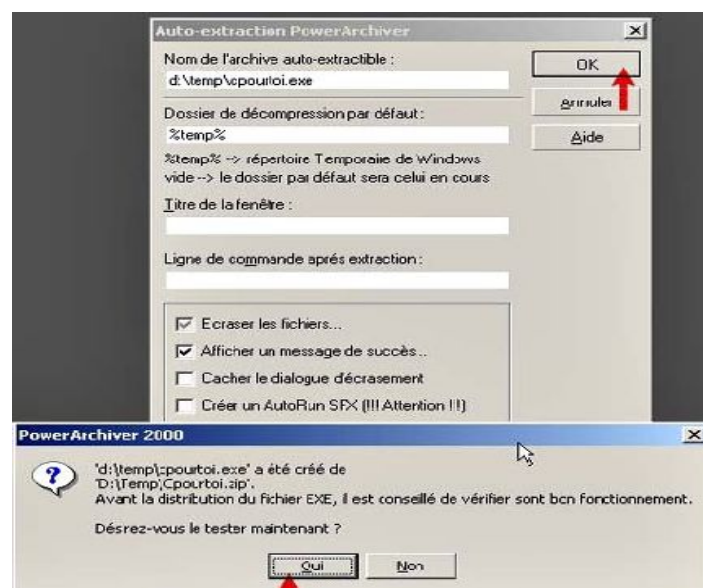 Auto-extraction PowerArchiver
Nom de l'archive auto-extractible :
d:\temp\cpourtoi.exe
OK
Annuler
Dossier de décompression par défaut :
%temp%
Aide
%temp% --> répertoire Temporaire de Windows
vide --> le dossier par défaut sera celui en cours
Titre de la fenêtre :
Ligne de commande aprés extraction :
Ecraser les fichiers...
Afficher un message de succès...
Cacher le dialogue d'écrasement
Créer un AutoRun SFX (!!! Attention !!!)
PowerArchiver 2000
'd:\temp\cpourtoi.exe' a été créé de
'D:\Temp\Cpourtoi.zip'.
Avant la distribution du fichier EXE, il est conseillé de vérifier sont bon fonctionnement.
Désirez-vous le tester maintenant ?
Oui
Non